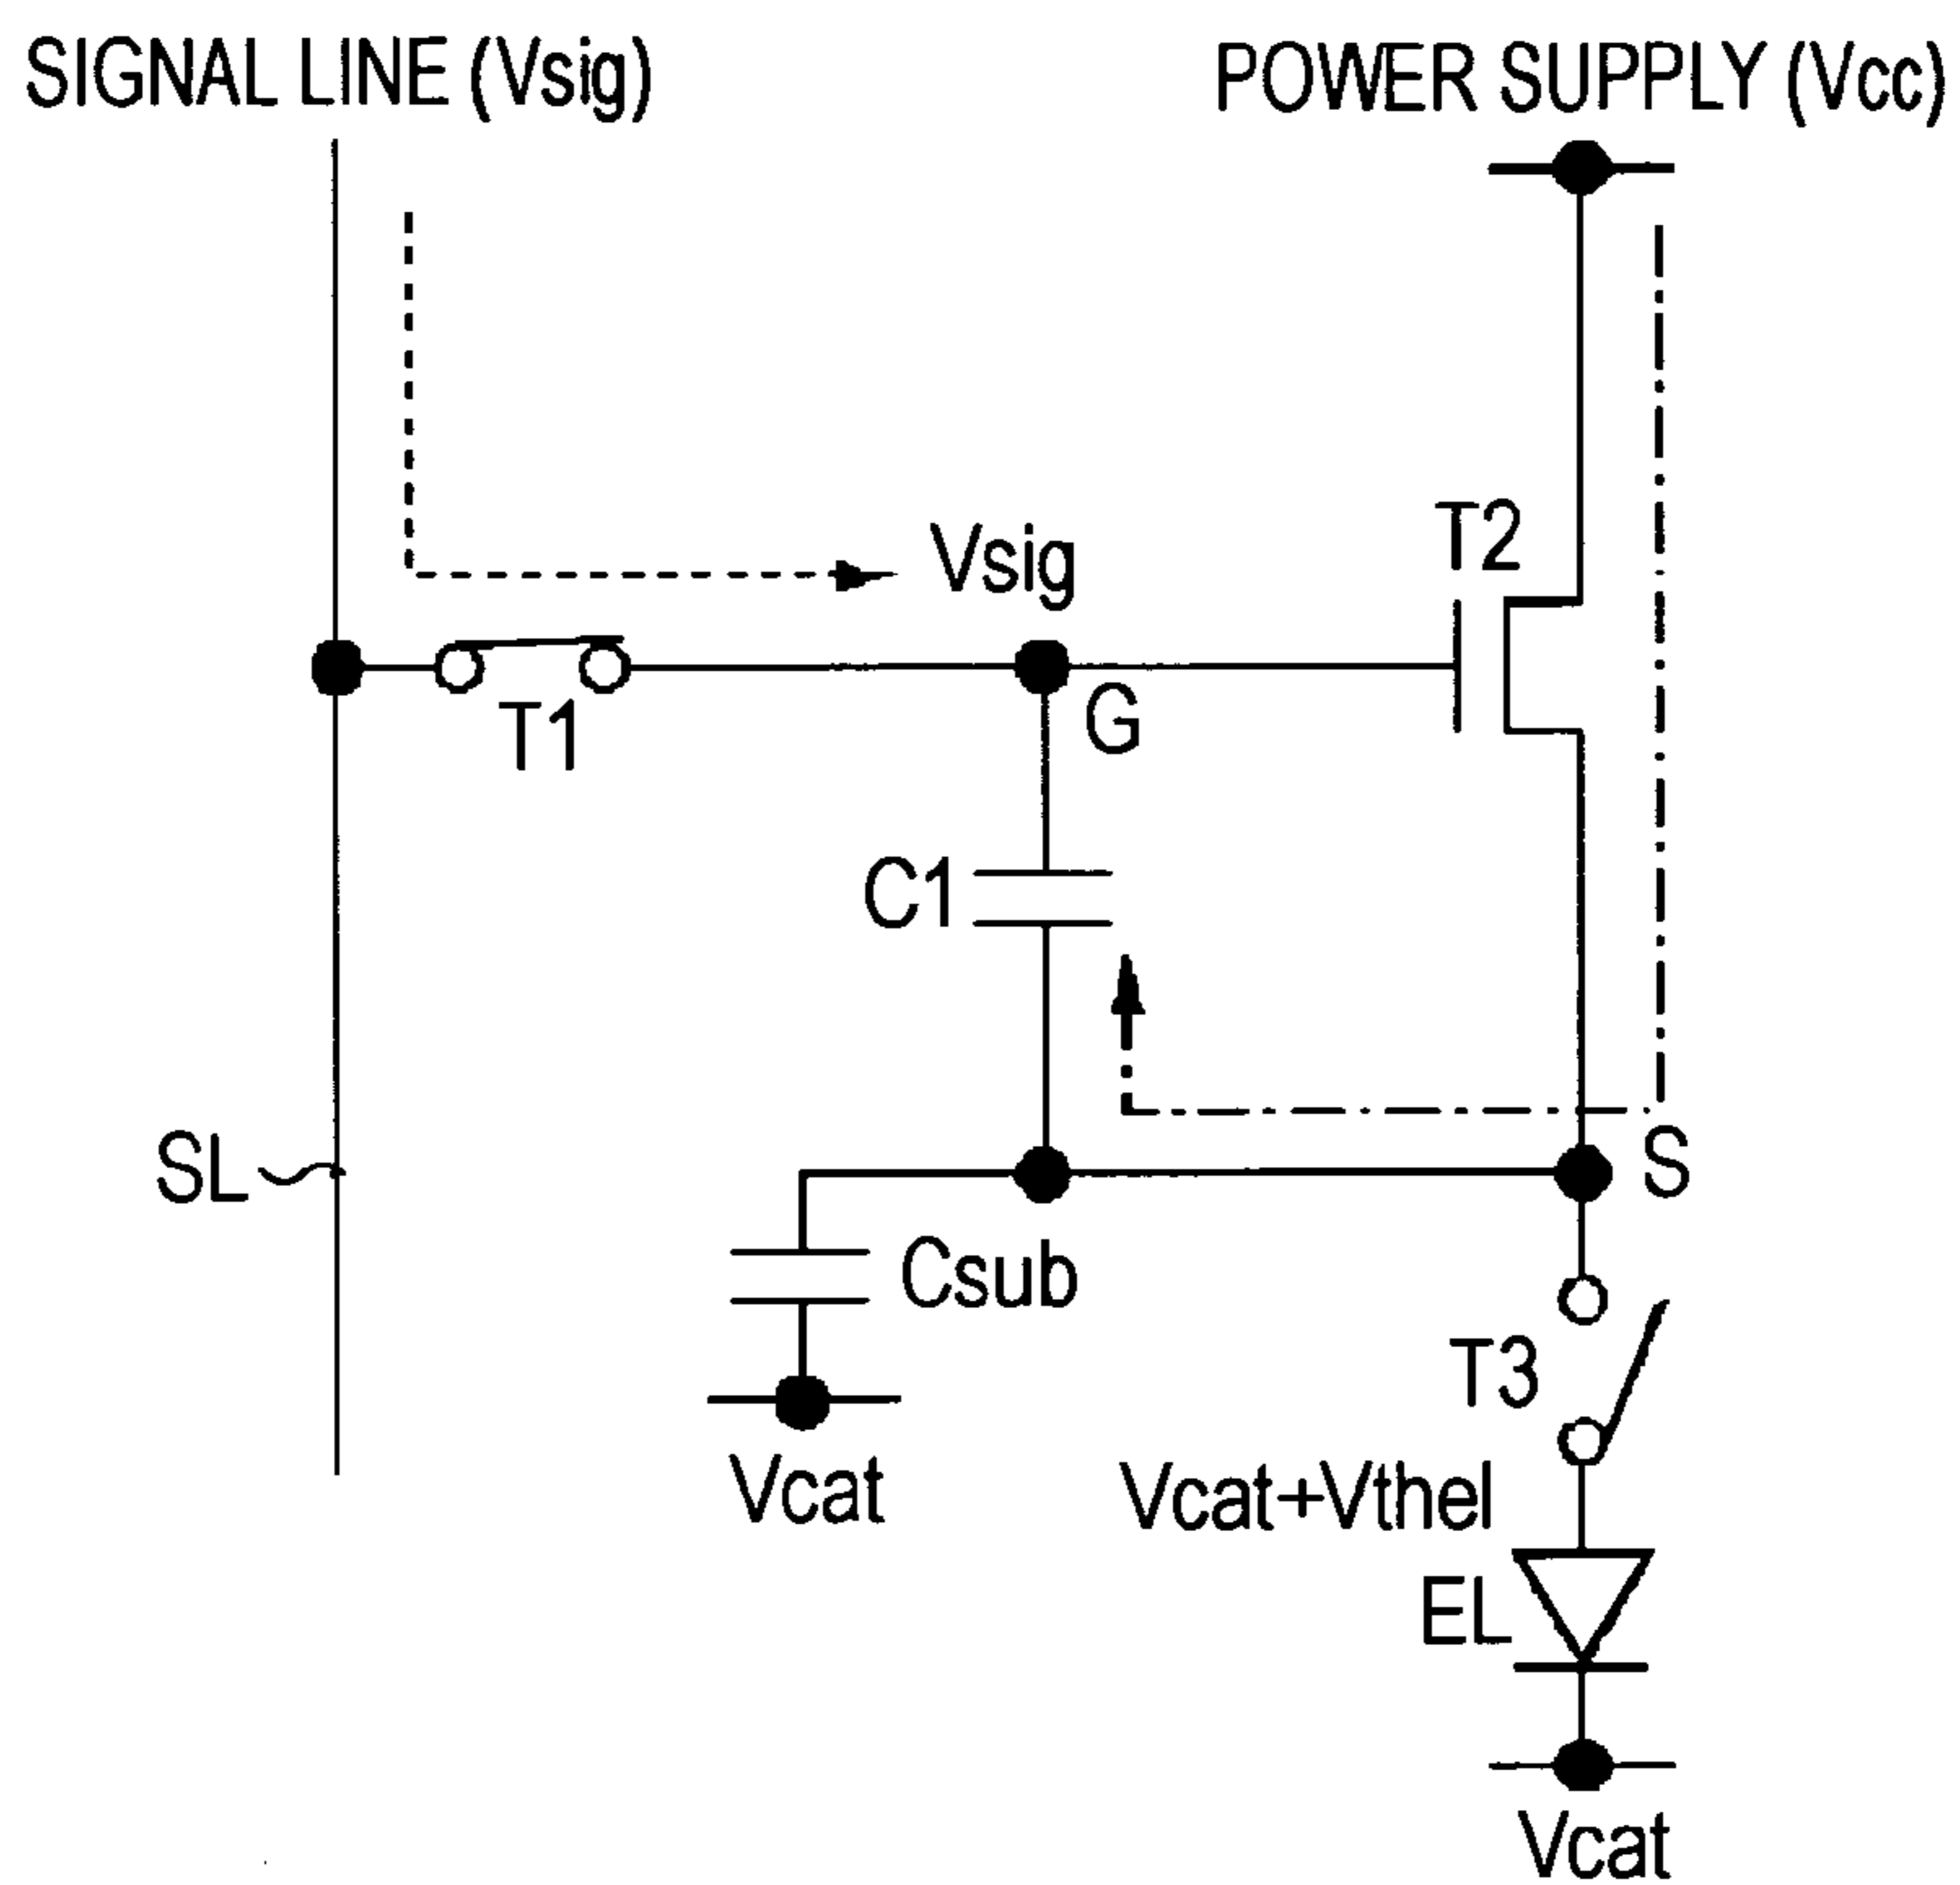 SIGNAL LINE (Vsig)
POWER SUPPLY (Vcc)
T2
Vsig
T1
G
C1
SL
S
Csub
T3
Vcat
Vcat+Vthel
EL
Vcat